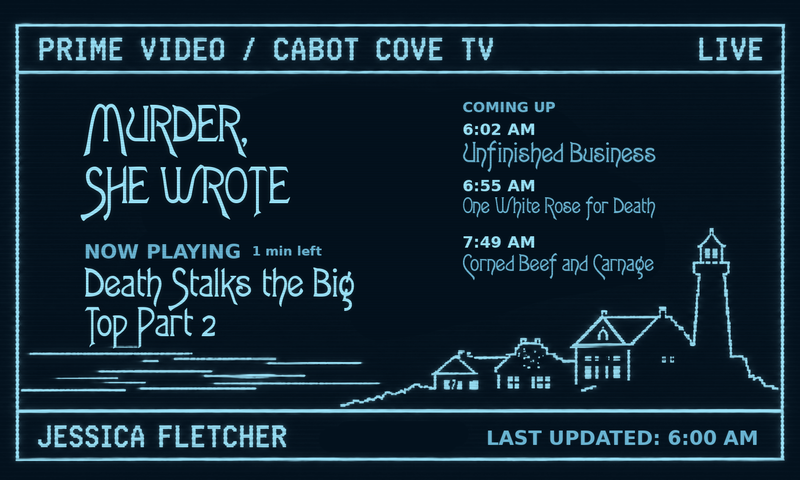 PRIME VIDEO / CABOT COVE TV
LIVE
MURDER,
SHE WROTE
NOW PLAYING 1 min left
Death Stalks the Big
Top Part 2
COMING UP
6:02 AM
Unfinished Business
6:55 AM
One White Rose for Death
7:49 AM
Corned Beef and Carnage
JESSICA FLETCHER
LAST UPDATED: 6:00 AM